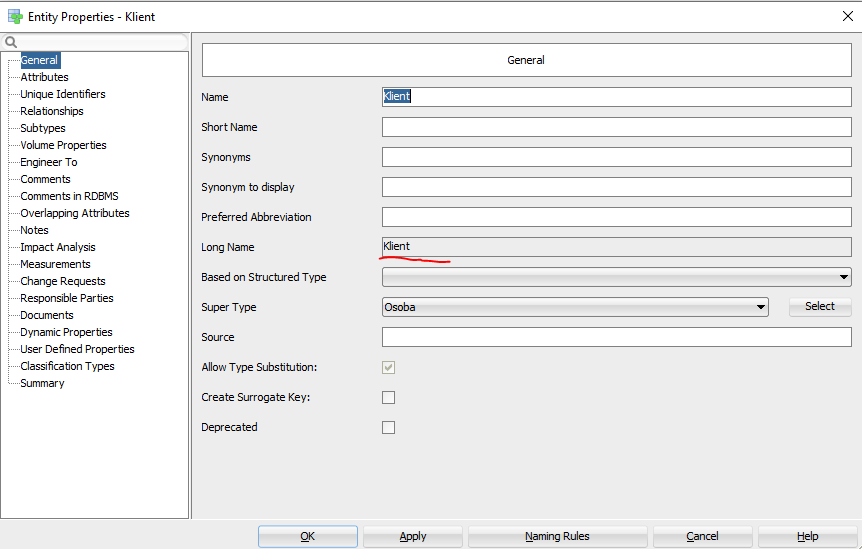 Entity Properties - Klient
General
Attributes
Unique Identifiers
Relationships
Subtypes
Volume Properties
Engineer To
Comments
Comments in RDBMS
Overlapping Attributes
Notes
Impact Analysis
Measurements
Change Requests
Responsible Parties
Documents
Dynamic Properties
User Defined Properties
Classification Types
Summary
General
Name Klient
Short Name
Synonyms
Synonym to display
Preferred Abbreviation
Long Name Klient
Based on Structured Type
Super Type Osoba Select
Source
Allow Type Substitution:
Create Surrogate Key:
Deprecated
OK Apply Naming Rules Cancel Help